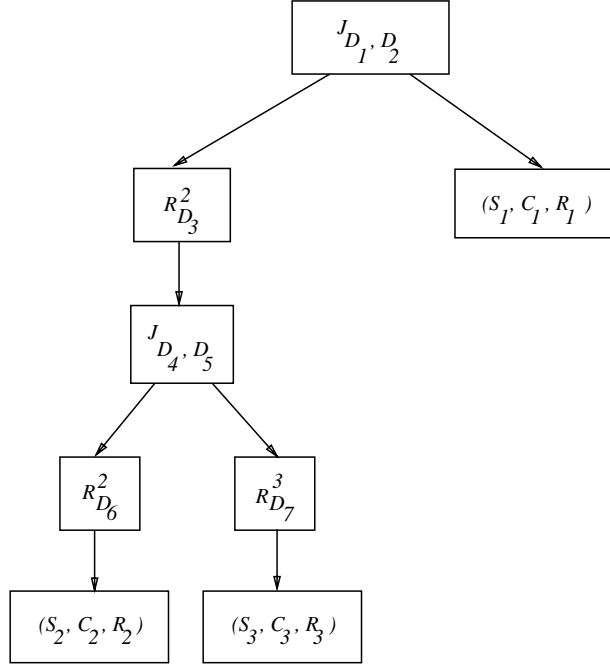 J_{D_1, D_2}
R^2_{D_3}
(S_1, C_1, R_1)
J_{D_4, D_5}
R^2_{D_6}
R^3_{D_7}
(S_2, C_2, R_2)
(S_3, C_3, R_3)